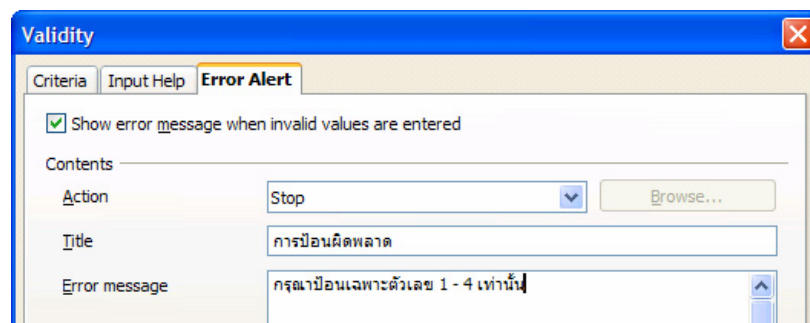 Validity
Criteria Input Help Error Alert
Show error message when invalid values are entered
Contents
Action Stop Browse...
Title การป้อนผิดพลาด
Error message กรุณาป้อนเฉพาะตัวเลข 1 - 4 เท่านั้น